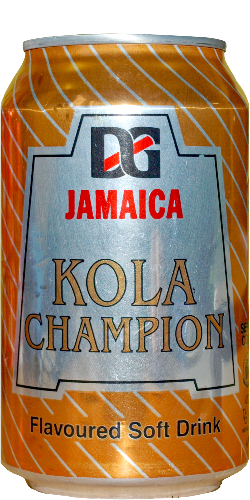 DG
JAMAICA
KOLA
CHAMPION
Flavoured Soft Drink